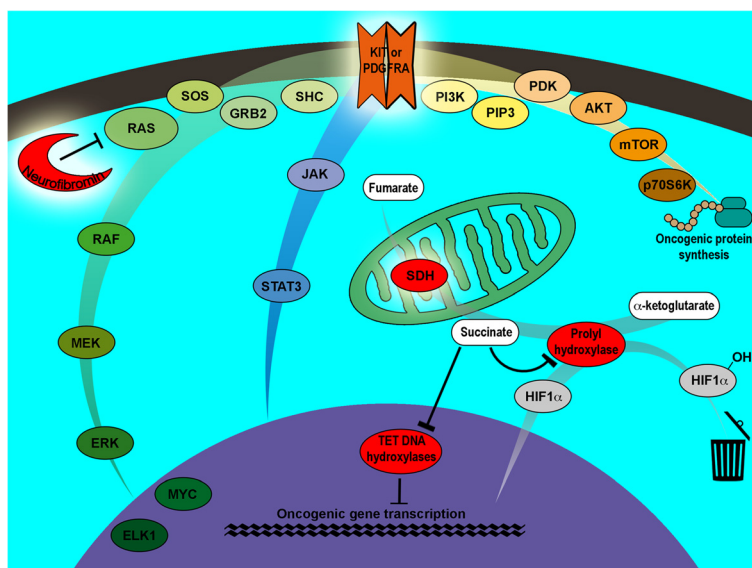 KIT or
PDGFRA
SOS
GRB2
SHC
RAS
Neurofibromin
PI3K
PIP3
PDK
AKT
mTOR
p70S6K
Oncogenic protein
synthesis
JAK
STAT3
RAF
MEK
ERK
MYC
ELK1
Fumarate
SDH
Succinate
Prolyl
hydroxylase
α-ketoglutarate
HIF1α
OH
HIF1α
TET DNA
hydroxylases
Oncogenic gene transcription